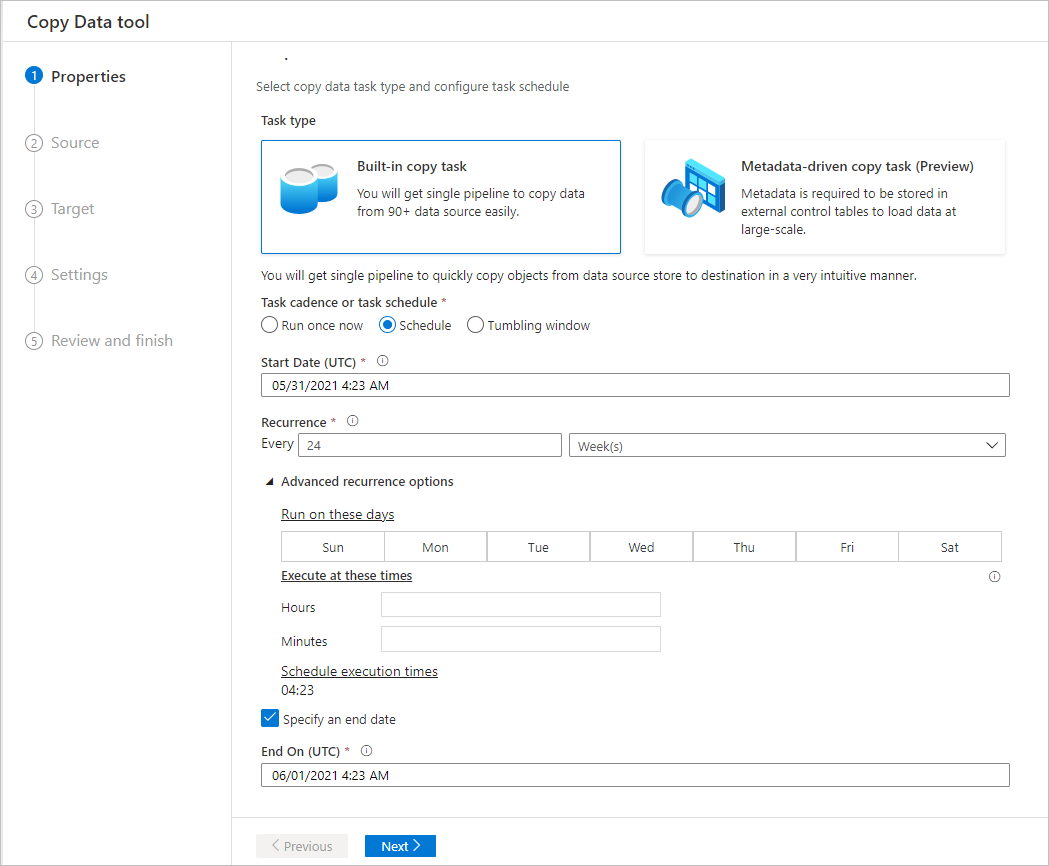 Copy Data tool
1 Properties
2 Source
3 Target
4 Settings
5 Review and finish
Select copy data task type and configure task schedule
Task type
Built-in copy task
You will get single pipeline to copy data
from 90+ data source easily.
Metadata-driven copy task (Preview)
Metadata is required to be stored in
external control tables to load data at
large-scale.
You will get single pipeline to quickly copy objects from data source store to destination in a very intuitive manner.
Task cadence or task schedule *
Run once now Schedule Tumbling window
Start Date (UTC) *
05/31/2021 4:23 AM
Recurrence *
Every 24 Week(s)
Advanced recurrence options
Run on these days
Sun Mon Tue Wed Thu Fri Sat
Execute at these times
Hours
Minutes
Schedule execution times
04:23
Specify an end date
End On (UTC) *
06/01/2021 4:23 AM
Previous Next